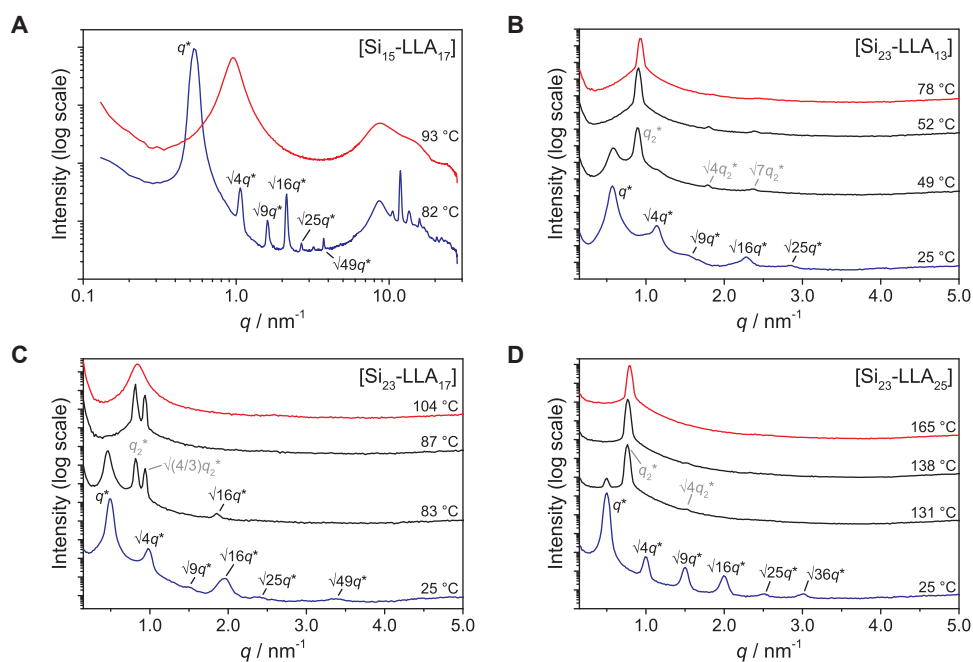 A
[Si₁₅–LLA₁₇]
q*
93 °C
√4q*
√16q*
√9q*
√25q*
√49q*
82 °C
Intensity (log scale)
0.1 1.0 10.0
q / nm⁻¹
B
[Si₂₃–LLA₁₃]
78 °C
52 °C
q₂*
√4q₂* √7q₂*
49 °C
q*
√4q*
√9q* √16q* √25q*
25 °C
Intensity (log scale)
1.0 2.0 3.0 4.0 5.0
q / nm⁻¹
C
[Si₂₃–LLA₁₇]
104 °C
87 °C
q₂*
√(4/3)q₂*
√16q*
83 °C
q*
√4q*
√9q* √16q* √25q* √49q*
25 °C
Intensity (log scale)
1.0 2.0 3.0 4.0 5.0
q / nm⁻¹
D
[Si₂₃–LLA₂₅]
165 °C
138 °C
q₂*
√4q₂*
131 °C
q*
√4q* √9q* √16q* √25q* √36q*
25 °C
Intensity (log scale)
1.0 2.0 3.0 4.0 5.0
q / nm⁻¹